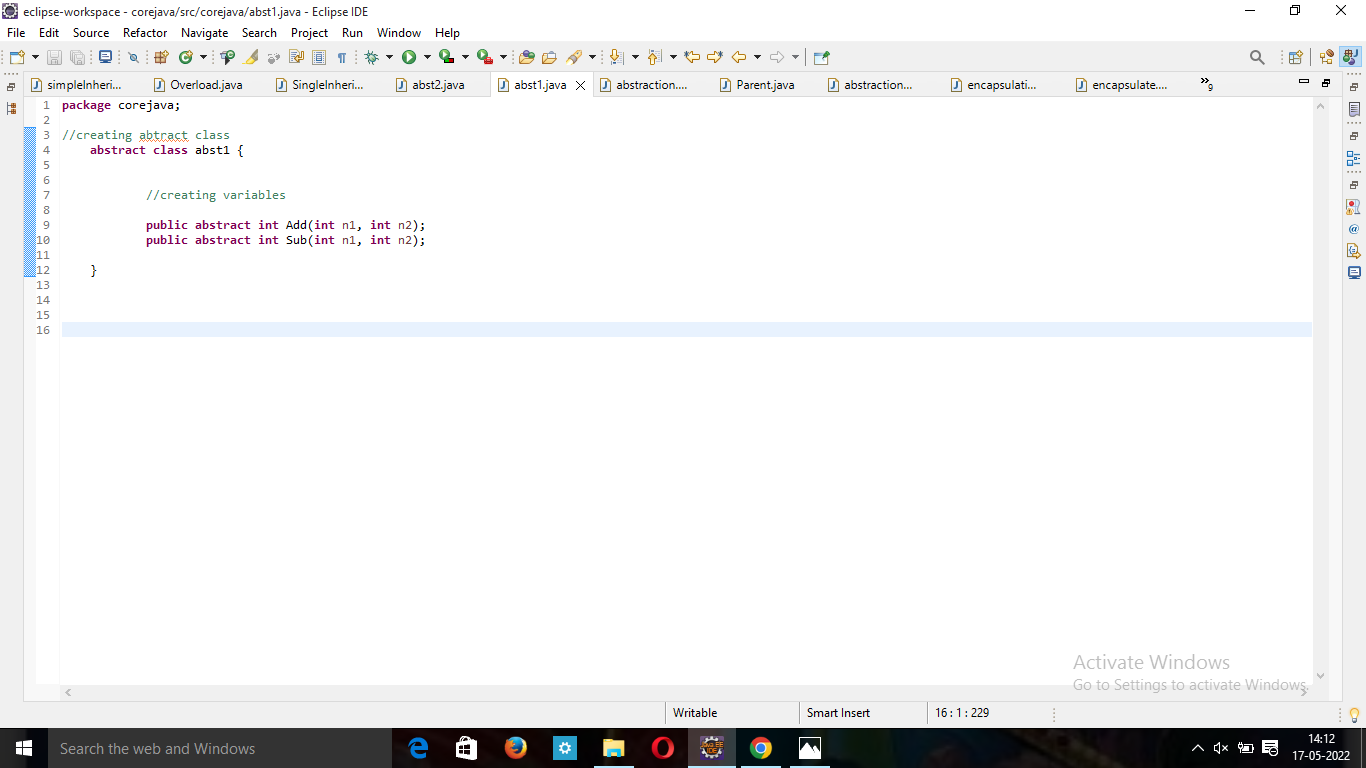 eclipse-workspace - corejava/src/corejava/abst1.java - Eclipse IDE
File Edit Source Refactor Navigate Search Project Run Window Help
simpleInheri... Overload.java SingleInheri... abst2.java abst1.java abstraction.... Parent.java abstraction... encapsulati... encapsulate.... 9
1 package corejava;
2
3 //creating abtract class
4 abstract class abst1 {
5
6
7 //creating variables
8
9 public abstract int Add(int n1, int n2);
10 public abstract int Sub(int n1, int n2);
11
12 }
13
14
15
16
Activate Windows
Go to Settings to activate Windows.
Writable Smart Insert 16 : 1 : 229
Search the web and Windows
14:12
17-05-2022